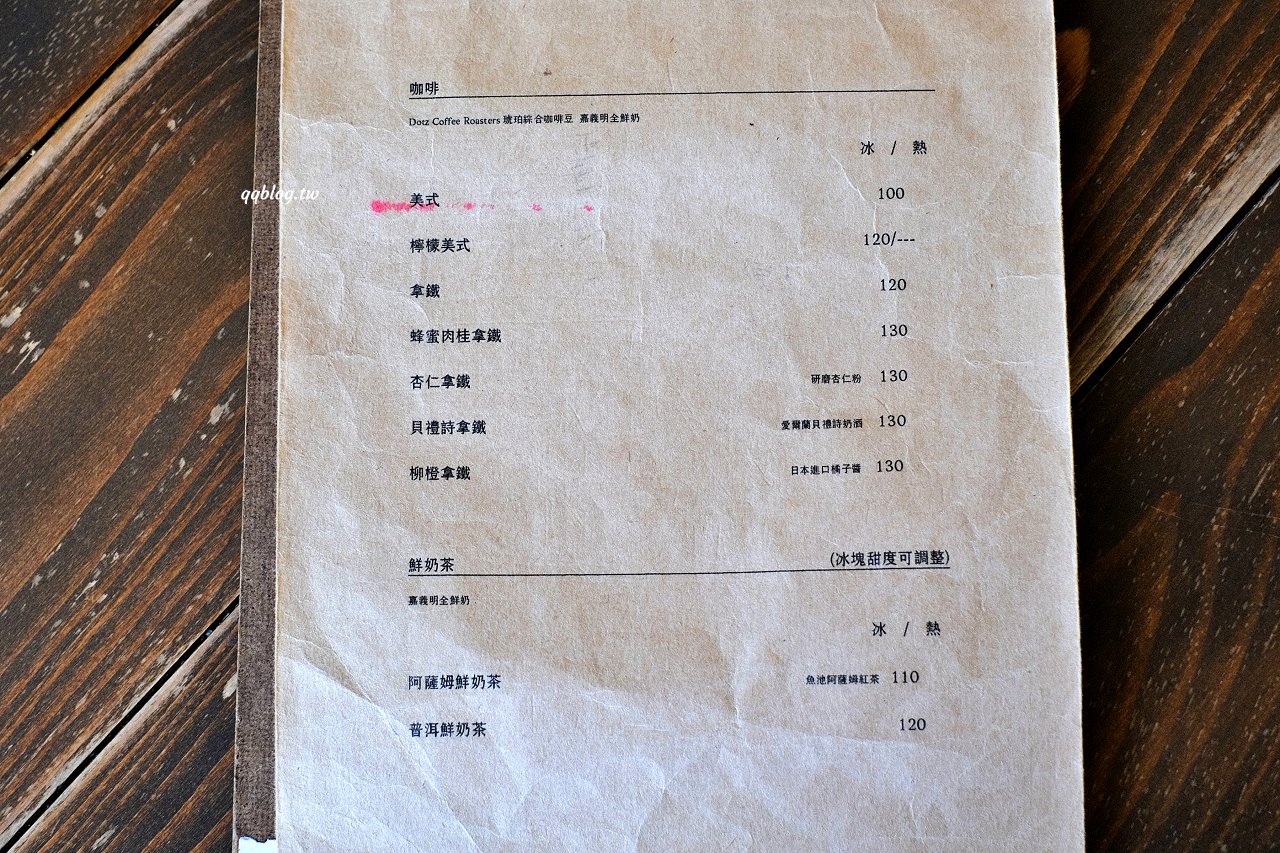 咖啡
Dotz Coffee Roasters 琥珀綜合咖啡豆 嘉義明全鮮奶
冰 / 熱
qqblog.tw
美式 100
檸檬美式 120/---
拿鐵 120
蜂蜜肉桂拿鐵 130
杏仁拿鐵 研磨杏仁粉 130
貝禮詩拿鐵 愛爾蘭貝禮詩奶酒 130
柳橙拿鐵 日本進口橘子醬 130
鮮奶茶 (冰塊甜度可調整)
嘉義明全鮮奶
冰 / 熱
阿薩姆鮮奶茶 魚池阿薩姆紅茶 110
普洱鮮奶茶 120